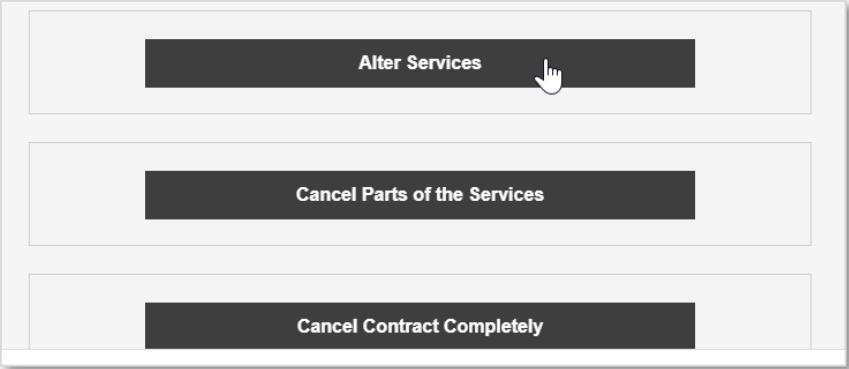 Alter Services
Cancel Parts of the Services
Cancel Contract Completely